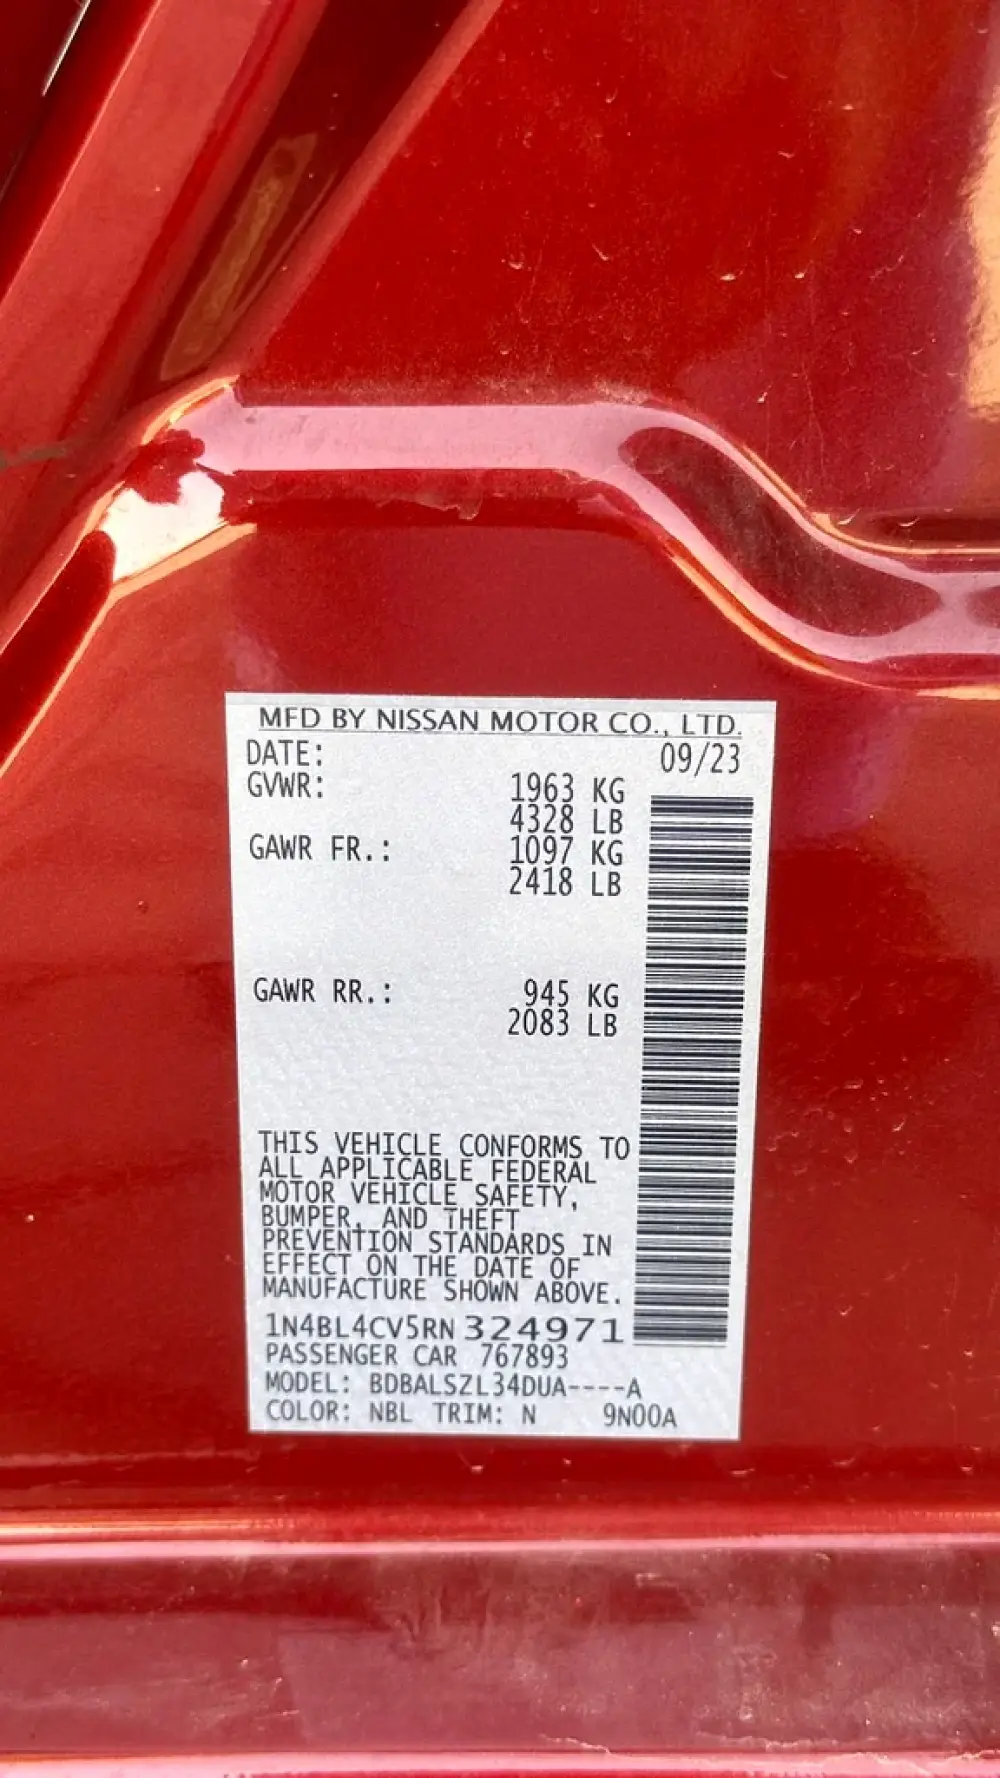 MFD BY NISSAN MOTOR CO., LTD.
DATE: 09/23
GVWR: 1963 KG
4328 LB
GAWR FR.: 1097 KG
2418 LB
GAWR RR.: 945 KG
2083 LB
THIS VEHICLE CONFORMS TO
ALL APPLICABLE FEDERAL
MOTOR VEHICLE SAFETY,
BUMPER, AND THEFT
PREVENTION STANDARDS IN
EFFECT ON THE DATE OF
MANUFACTURE SHOWN ABOVE.
1N4BL4CV5RN 324971
PASSENGER CAR 767893
MODEL: BDBALSZL34DUA----A
COLOR: NBL TRIM: N 9N00A